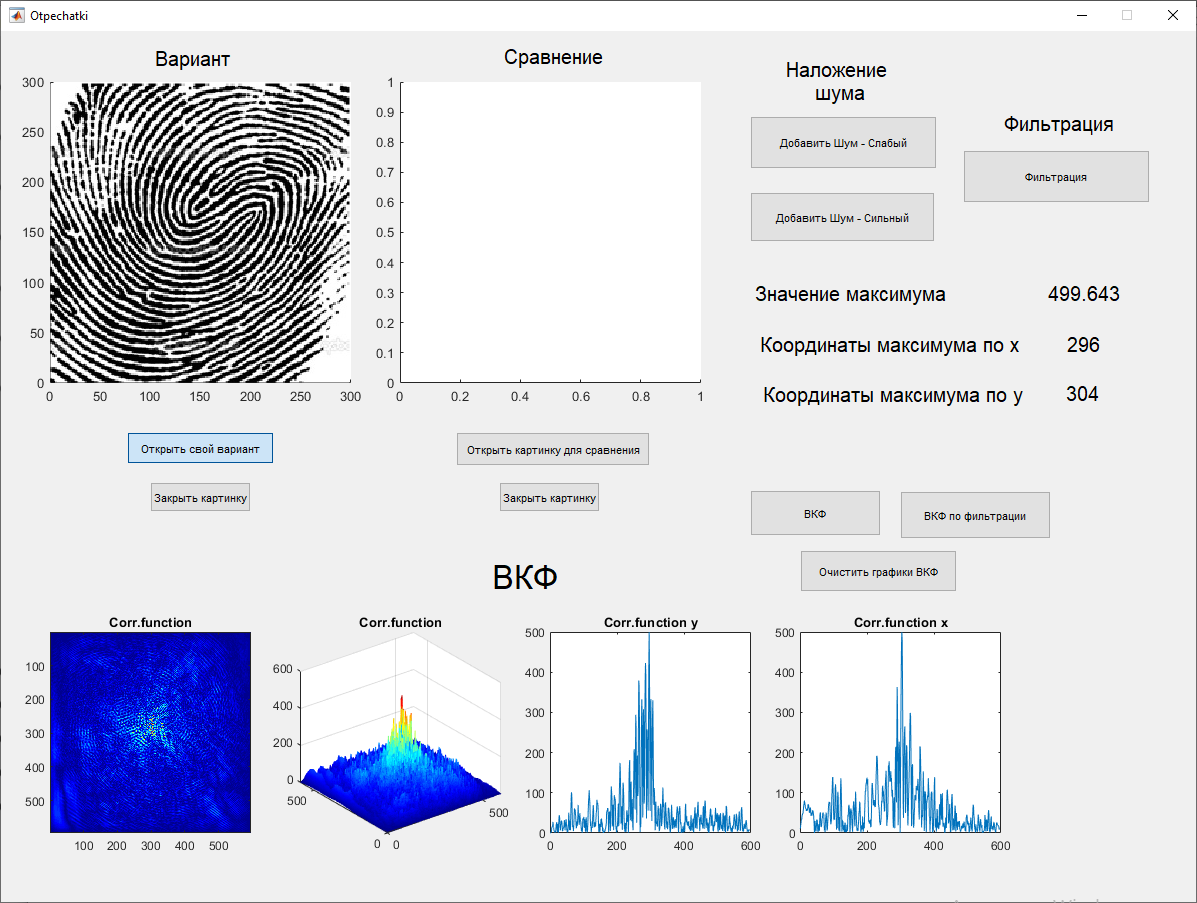 Otpechatki
Вариант
Сравнение
Наложение
шума
Фильтрация
Добавить Шум - Слабый
Фильтрация
Добавить Шум - Сильный
300
250
200
150
100
50
0
0 50 100 150 200 250 300
1
0.9
0.8
0.7
0.6
0.5
0.4
0.3
0.2
0.1
0
0 0.2 0.4 0.6 0.8 1
Значение максимума 499.643
Координаты максимума по x 296
Координаты максимума по y 304
Открыть свой вариант
Открыть картинку для сравнения
Закрыть картинку
Закрыть картинку
ВКФ
ВКФ по фильтрации
Очистить графики ВКФ
ВКФ
Corr.function
100
200
300
400
500
100 200 300 400 500
Corr.function
600
400
200
0
500
0
0
500
Corr.function y
500
400
300
200
100
0
0 200 400 600
Corr.function x
500
400
300
200
100
0
0 200 400 600